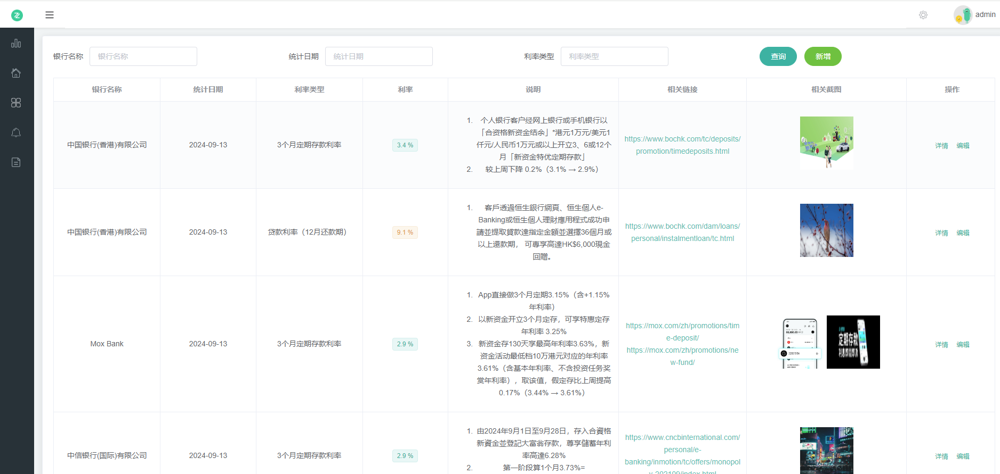 admin
银行名称 银行名称 统计日期 统计日期 利率类型 利率类型 查询 新增
银行名称 统计日期 利率类型 利率 说明 相关链接 相关截图 操作
中国银行(香港)有限公司 2024-09-13 3个月定期存款利率 3.4 %
1. 个人银行客户经网上银行或手机银行以
「合资格新资金结余」*港元1万元/美元1
仟元/人民币1万元或以上开立3、6或12个
月「新资金特优定期存款」
2. 较上周下降 0.2%（3.1% → 2.9%）
https://www.bochk.com/tc/deposits/
promotion/timedeposits.html
详情 编辑
中国银行(香港)有限公司 2024-09-13 贷款利率（12月还款期） 9.1 %
1. 客戶透過恒生銀行網頁、恒生個人e-
Banking或恒生個人理財應用程式成功申
請並提取貸款達指定金額並選擇36個月或
以上還款期， 可專享高達HK$6,000現金
回贈。
https://www.bochk.com/dam/loans/
personal/instalmentloan/tc.html
详情 编辑
Mox Bank 2024-09-13 3个月定期存款利率 2.9 %
1. App直接做3个月定期3.15%（含+1.15%
年利率）
2. 以新资金开立3个月定存，可享特惠定存
年利率 3.25%
3. 新资金存130天享最高年利率3.63%，新
资金活动最低档10万港元对应的年利率
3.61%（含基本年利率、不含投资任务奖
赏年利率），取该值，假定存比上周提高
0.17%（3.44% → 3.61%）
https://mox.com/zh/promotions/tim
e-deposit/
https://mox.com/zh/promotions/ne
w-fund/
定期存款
定期存款
详情 编辑
中信银行(国际)有限公司 2024-09-13 3个月定期存款利率 2.9 %
1. 由2024年9月1日至9月28日，存入合資格
新資金並登記大富翁存款，尊享儲蓄年利
率高達6.28%
2. 第一阶段算1个月3.73%=
https://www.cncbinternational.com/
personal/e-
banking/inmotion/tc/offers/monopol
y-202109/index.html
详情 编辑